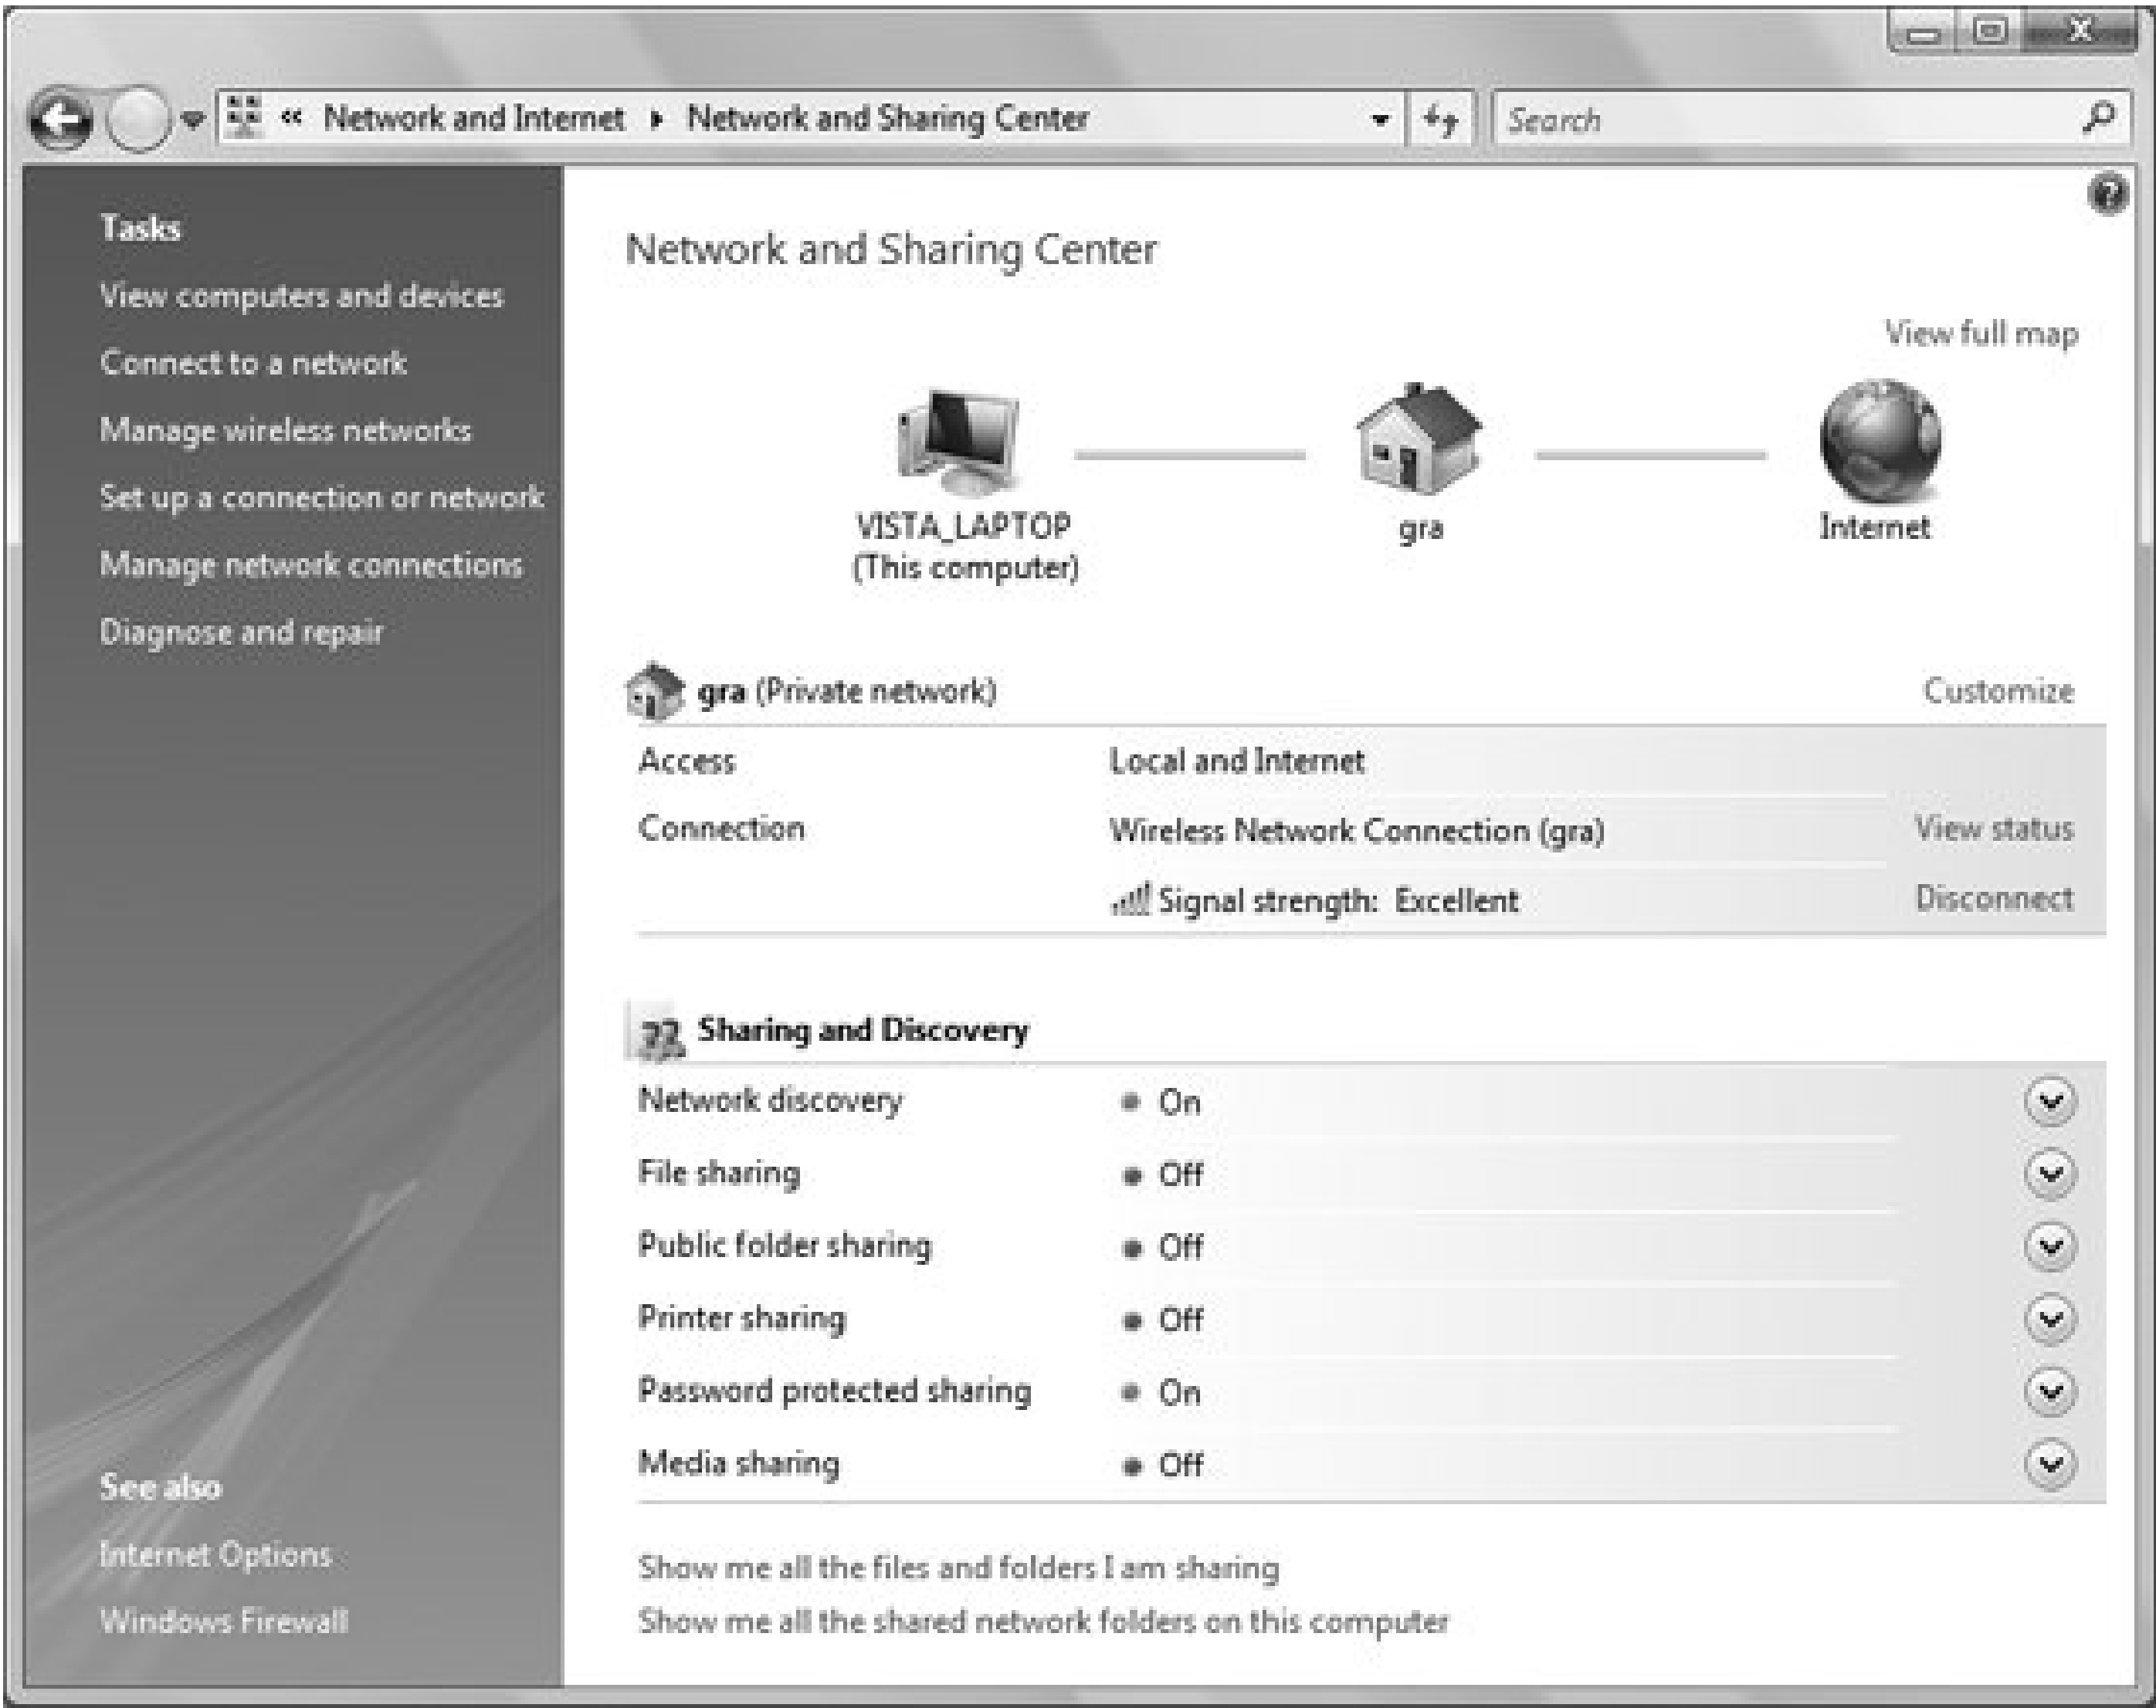 « Network and Internet ▸ Network and Sharing Center
Search
Tasks
View computers and devices
Connect to a network
Manage wireless networks
Set up a connection or network
Manage network connections
Diagnose and repair
See also
Internet Options
Windows Firewall
Network and Sharing Center
View full map
VISTA_LAPTOP
(This computer)
gra
Internet
gra (Private network)
Customize
Access Local and Internet
Connection Wireless Network Connection (gra) View status
Signal strength: Excellent Disconnect
Sharing and Discovery
Network discovery On
File sharing Off
Public folder sharing Off
Printer sharing Off
Password protected sharing On
Media sharing Off
Show me all the files and folders I am sharing
Show me all the shared network folders on this computer